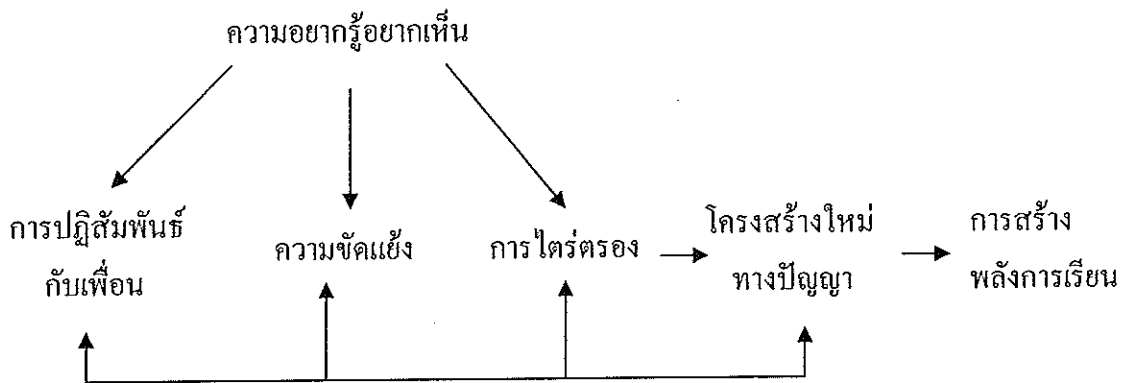 ความอยากรู้อยากเห็น
การปฏิสัมพันธ์
กับเพื่อน
ความขัดแย้ง
การไตร่ตรอง
โครงสร้างใหม่
ทางปัญญา
การสร้าง
พลังการเรียน